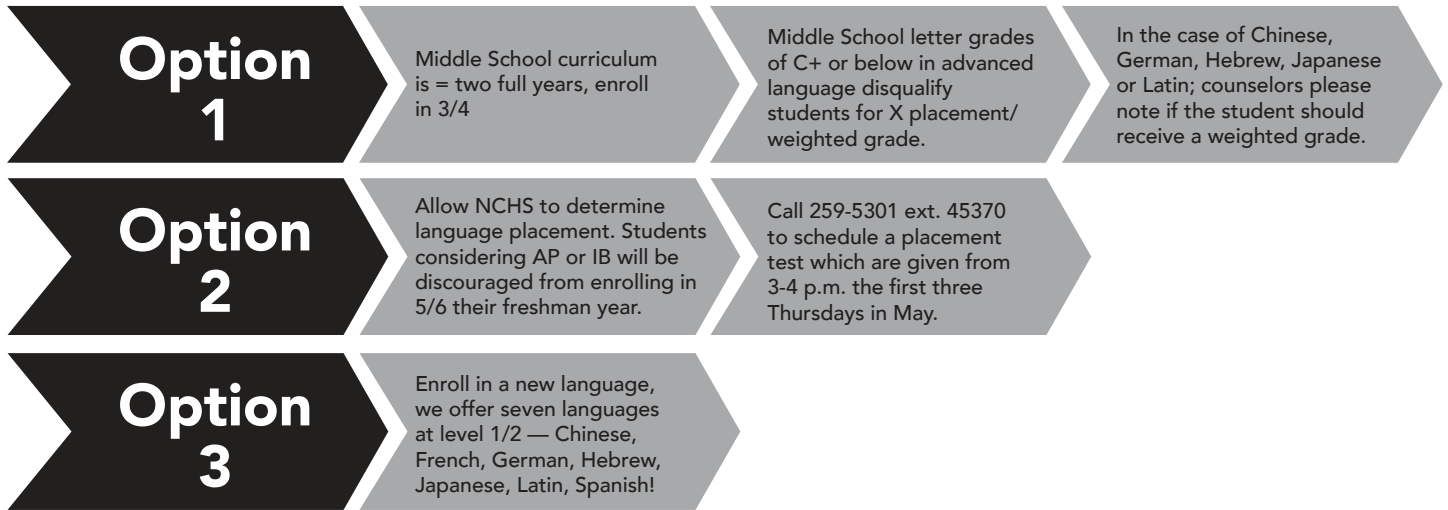 Option
1
Middle School curriculum
is = two full years, enroll
in 3/4
Middle School letter grades
of C+ or below in advanced
language disqualify
students for X placement/
weighted grade.
In the case of Chinese,
German, Hebrew, Japanese
or Latin; counselors please
note if the student should
receive a weighted grade.
Option
2
Allow NCHS to determine
language placement. Students
considering AP or IB will be
discouraged from enrolling in
5/6 their freshman year.
Call 259-5301 ext. 45370
to schedule a placement
test which are given from
3-4 p.m. the first three
Thursdays in May.
Option
3
Enroll in a new language,
we offer seven languages
at level 1/2 — Chinese,
French, German, Hebrew,
Japanese, Latin, Spanish!